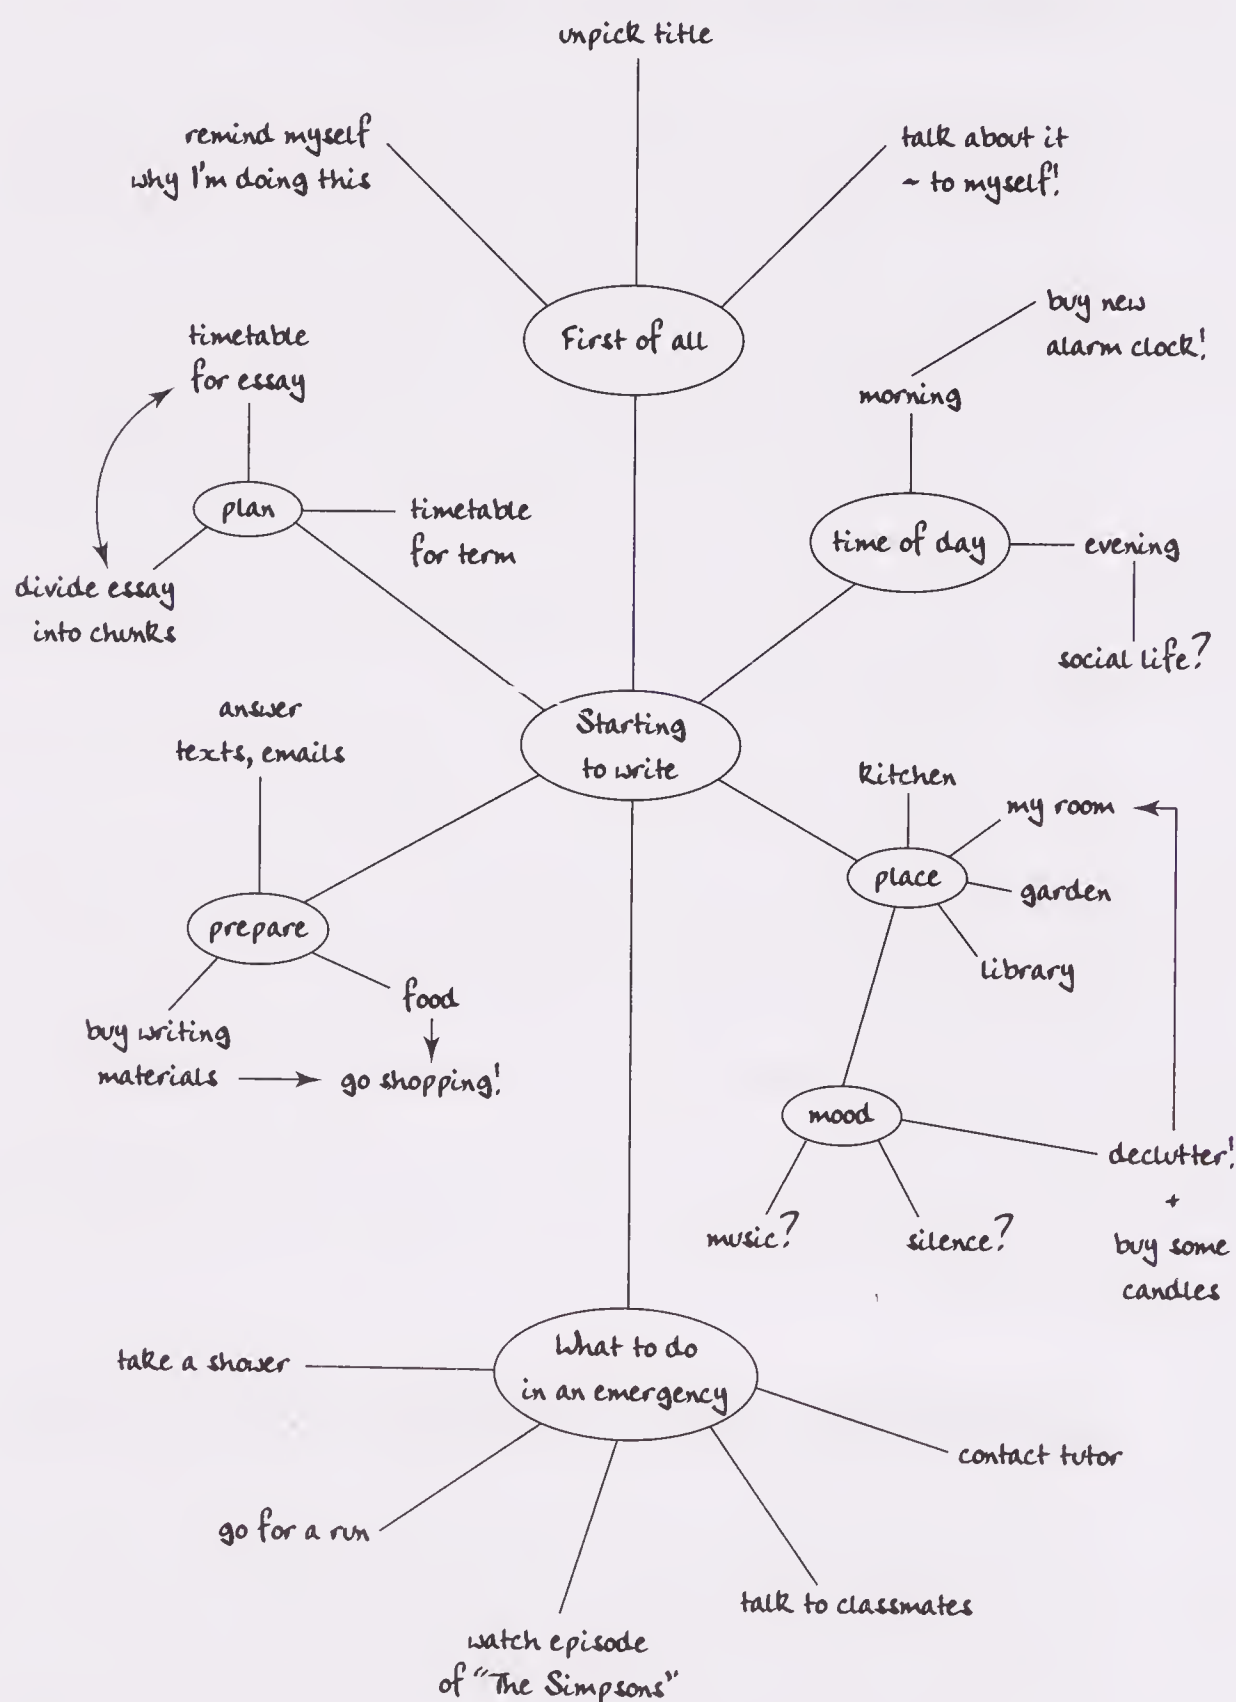 unpick title
remind myself
why I'm doing this
talk about it
~ to myself!
First of all
buy new
alarm clock!
morning
time of day
evening
social life?
timetable
for essay
plan
timetable
for term
divide essay
into chunks
Starting
to write
answer
texts, emails
prepare
food
buy writing
materials
go shopping!
kitchen
my room
place
garden
library
mood
declutter!
+
buy some
candles
music?
silence?
What to do
in an emergency
take a shower
contact tutor
go for a run
talk to classmates
watch episode
of "The Simpsons"